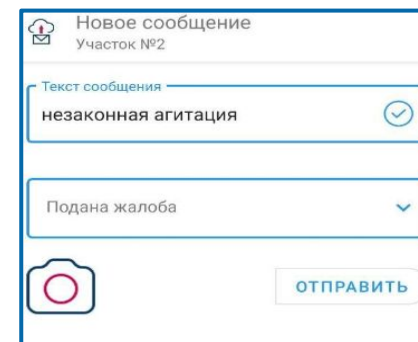 Новое сообщение
Участок №2
Текст сообщения
незаконная агитация
Подана жалоба
ОТПРАВИТЬ